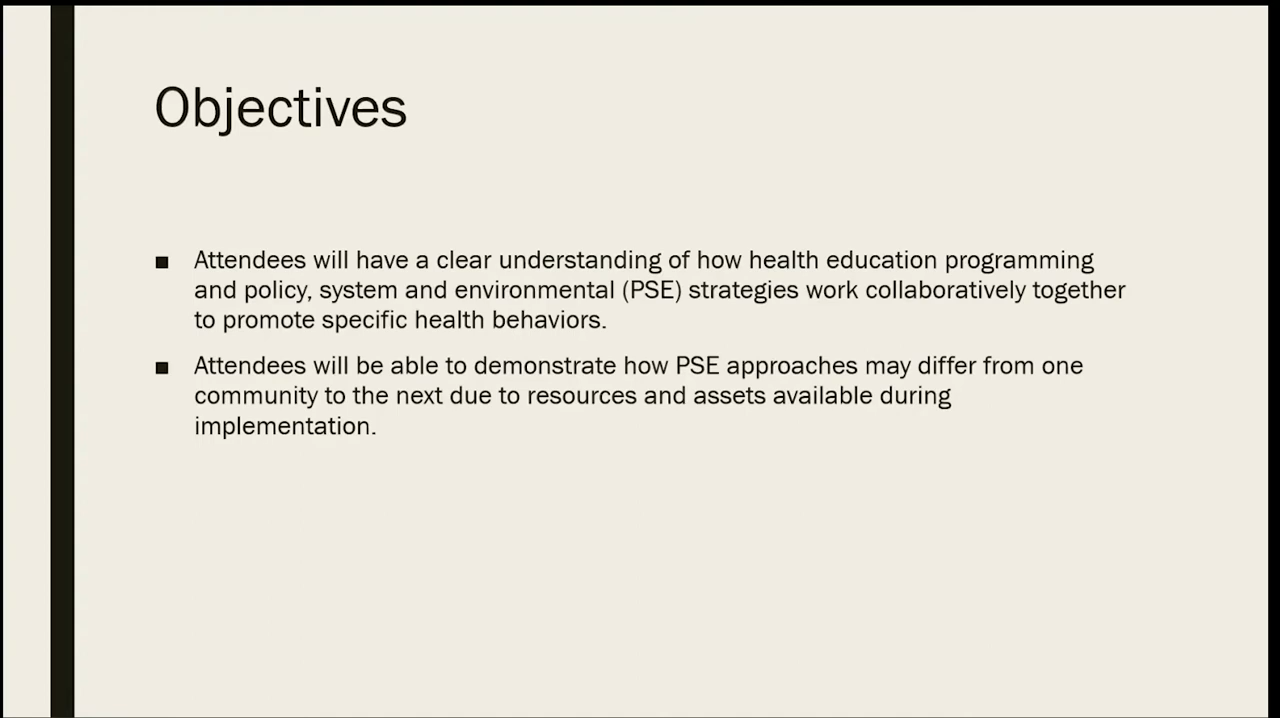 Objectives
■ Attendees will have a clear understanding of how health education programming
and policy, system and environmental (PSE) strategies work collaboratively together
to promote specific health behaviors.
■ Attendees will be able to demonstrate how PSE approaches may differ from one
community to the next due to resources and assets available during
implementation.